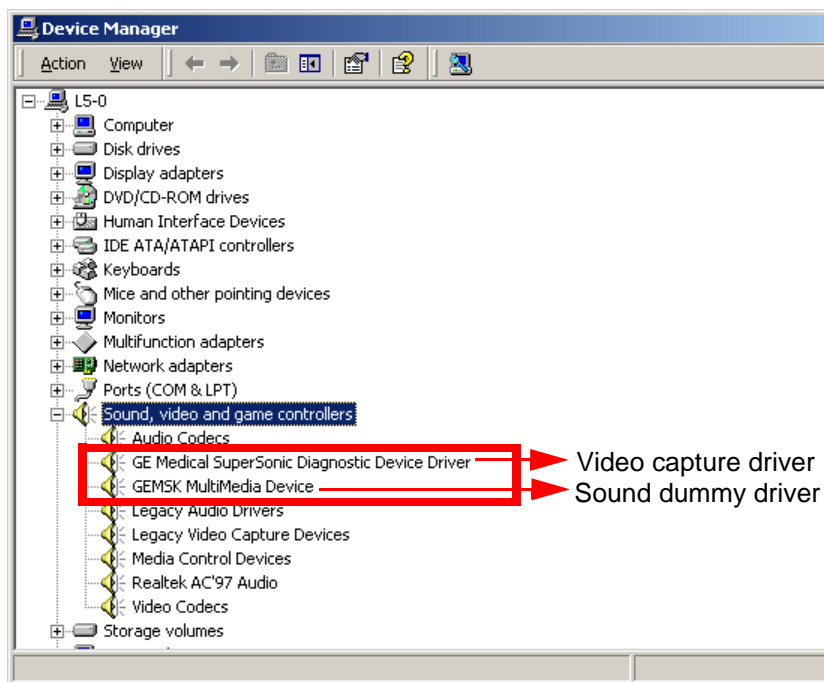 Device Manager
Action View
L5-0
Computer
Disk drives
Display adapters
DVD/CD-ROM drives
Human Interface Devices
IDE ATA/ATAPI controllers
Keyboards
Mice and other pointing devices
Monitors
Multifunction adapters
Network adapters
Ports (COM & LPT)
Sound, video and game controllers
Audio Codecs
GE Medical SuperSonic Diagnostic Device Driver Video capture driver
GEMSK MultiMedia Device Sound dummy driver
Legacy Audio Drivers
Legacy Video Capture Devices
Media Control Devices
Realtek AC'97 Audio
Video Codecs
Storage volumes